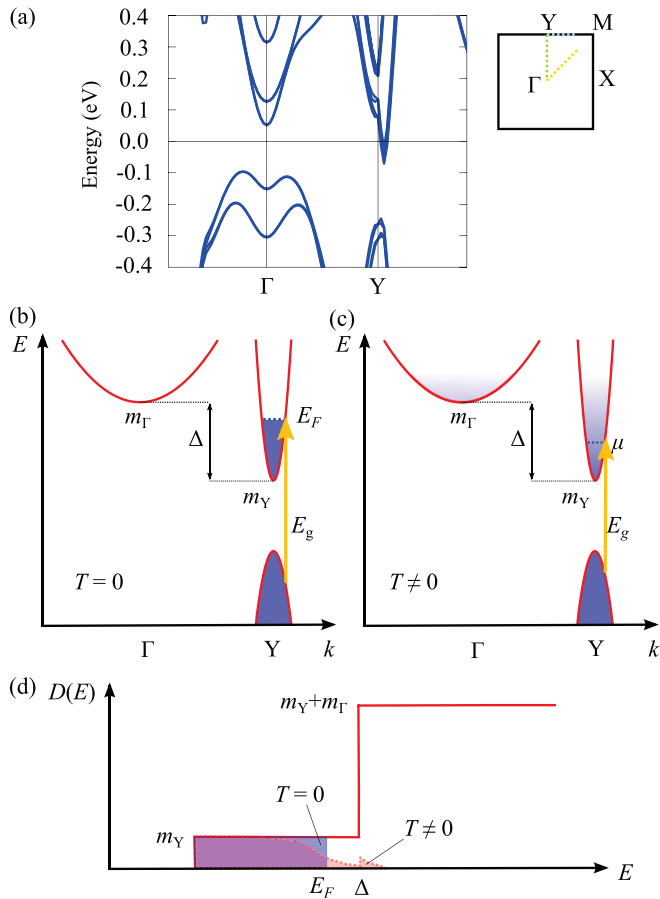 (a)
0.4
0.3
0.2
0.1
0.0
-0.1
-0.2
-0.3
-0.4
Energy (eV)
Γ
Y
Y
M
Γ
X
(b)
E
m_Γ
E_F
Δ
m_Y
E_g
T = 0
Γ
Y
k
(c)
E
m_Γ
Δ
μ
m_Y
E_g
T ≠ 0
Γ
Y
k
(d)
D(E)
m_Y+m_Γ
T = 0
m_Y
T ≠ 0
E_F
Δ
E